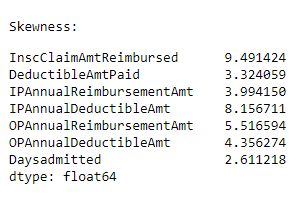 Skewness:
InscClaimAmtReimbursed 9.491424
DeductibleAmtPaid 3.324059
IPAnnualReimbursementAmt 3.994150
IPAnnualDeductibleAmt 8.156711
OPAnnualReimbursementAmt 5.516594
OPAnnualDeductibleAmt 4.356274
Daysadmitted 2.611218
dtype: float64